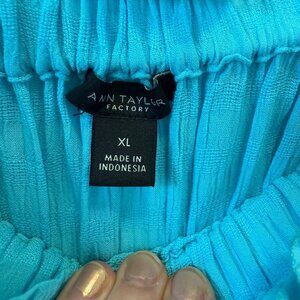 ANN TAYLOR
FACTORY
XL
MADE IN
INDONESIA